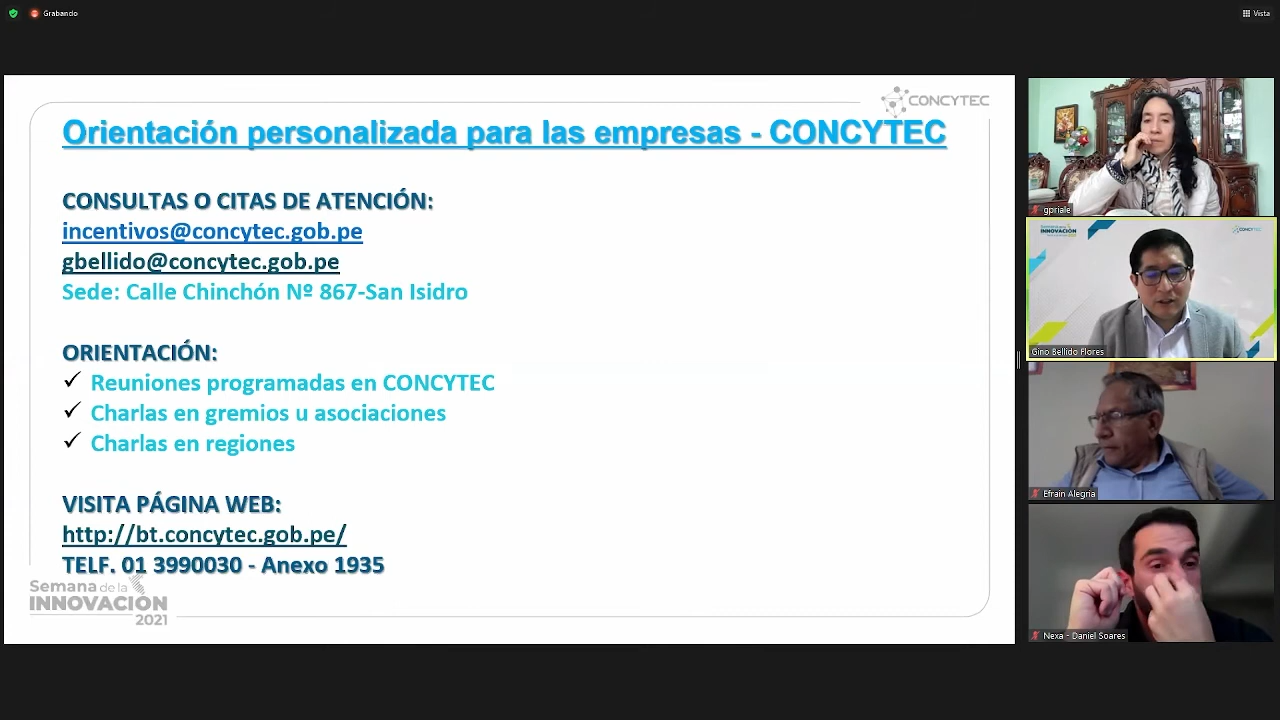 Grabando
Vista
CONCYTEC
Orientación personalizada para las empresas - CONCYTEC
CONSULTAS O CITAS DE ATENCIÓN:
incentivos@concytec.gob.pe
gbellido@concytec.gob.pe
Sede: Calle Chinchón Nº 867-San Isidro
ORIENTACIÓN:
✓ Reuniones programadas en CONCYTEC
✓ Charlas en gremios u asociaciones
✓ Charlas en regiones
VISITA PÁGINA WEB:
http://bt.concytec.gob.pe/
TELF. 01 3990030 - Anexo 1935
Semana de la
INNOVACIÓN
2021
gpriale
INNOVACIÓN
CONCYTEC
Gino Bellido Flores
Efrain Alegria
Nexa - Daniel Soares